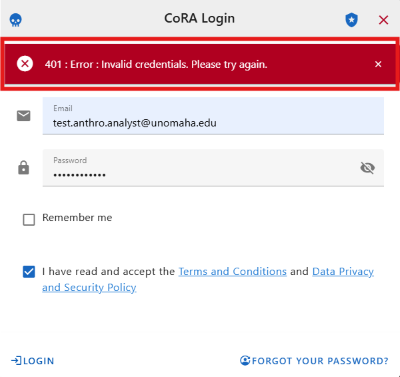 CoRA Login
401 : Error : Invalid credentials. Please try again.
Email
test.anthro.analyst@unomaha.edu
Password
••••••••••••
Remember me
I have read and accept the Terms and Conditions and Data Privacy
and Security Policy
LOGIN
FORGOT YOUR PASSWORD?